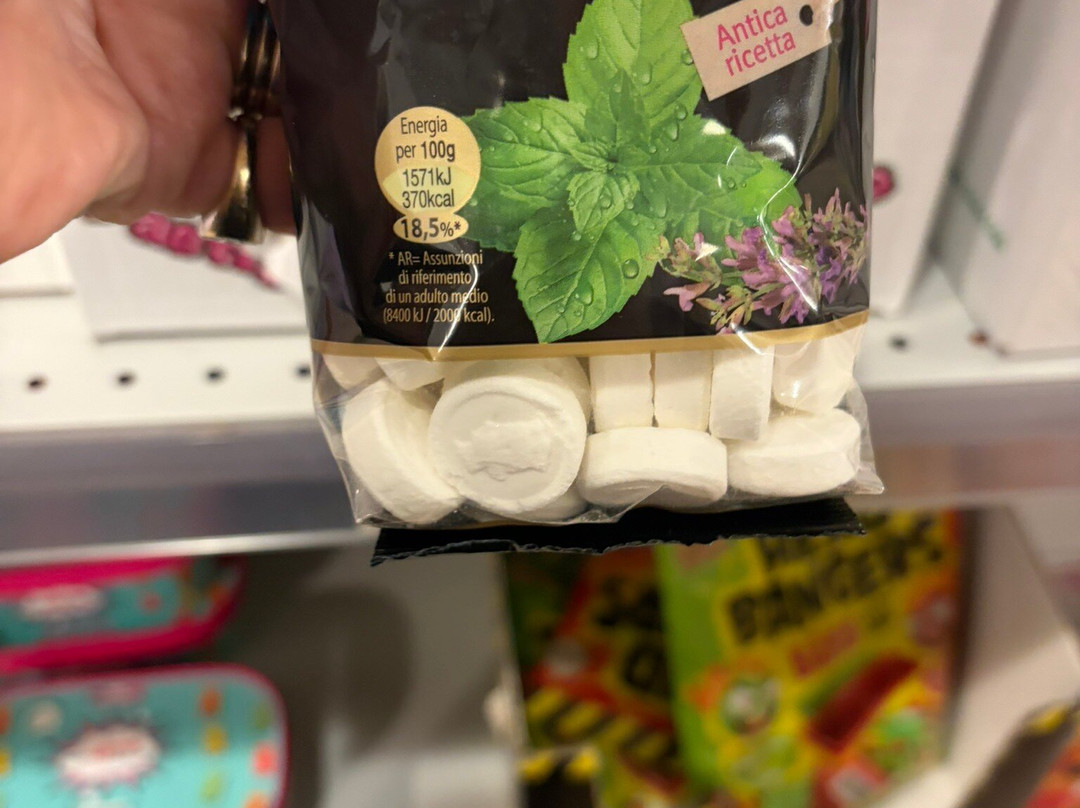 Antica
ricetta
Energia
per 100g
1571kJ
370kcal
18,5%*
* AR= Assunzioni
di riferimento
di un adulto medio
(8400 kJ / 2000 kcal).